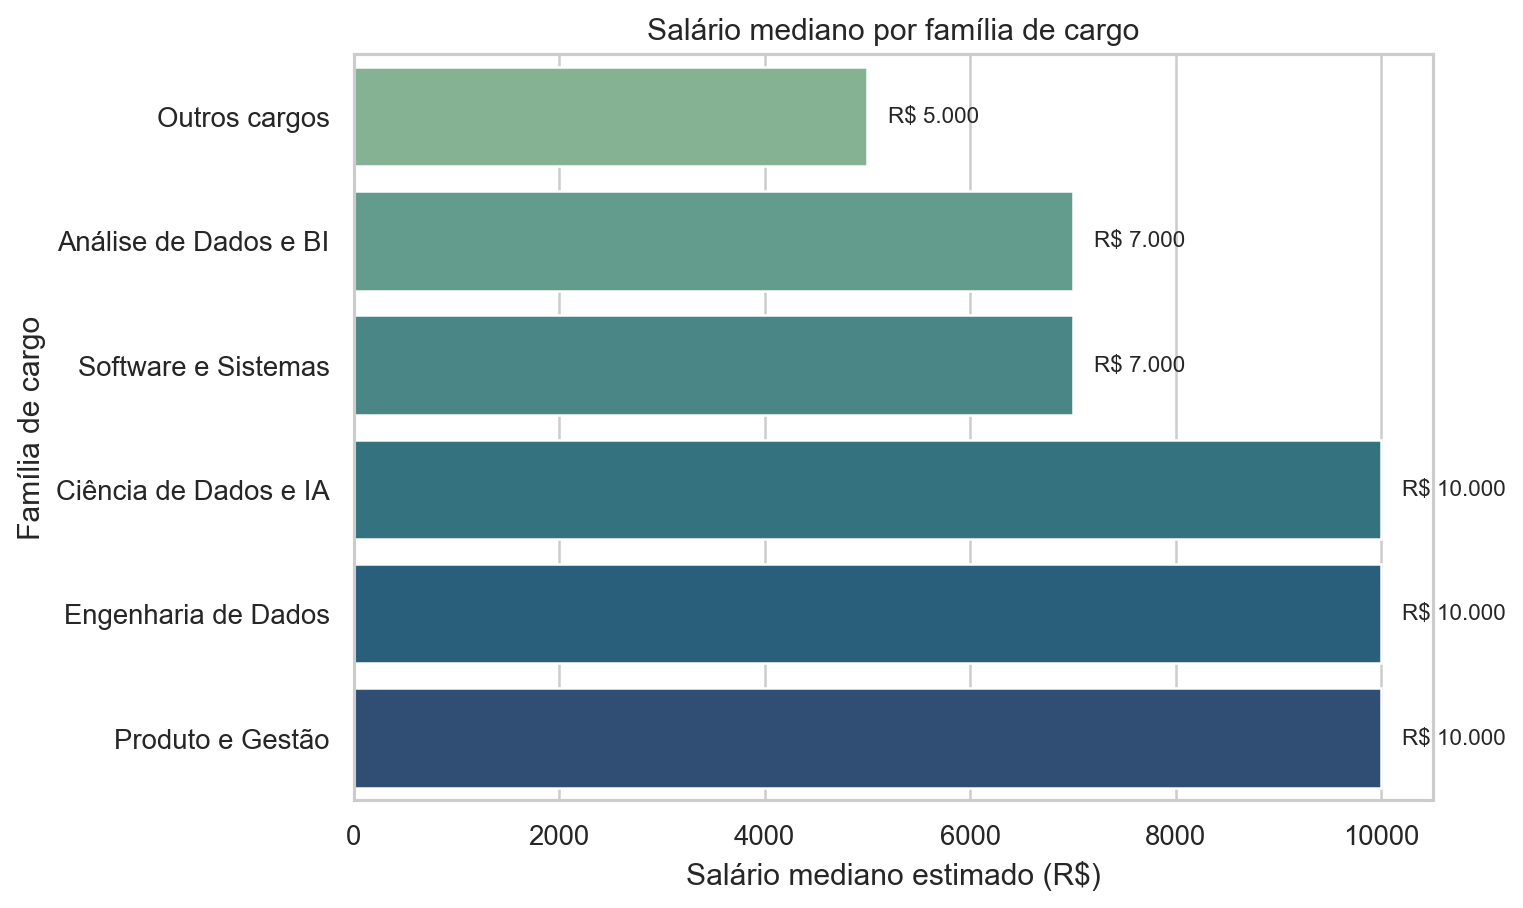 Salário mediano por família de cargo
Família de cargo
Outros cargos
R$ 5.000
Análise de Dados e BI
R$ 7.000
Software e Sistemas
R$ 7.000
Ciência de Dados e IA
R$ 10.000
Engenharia de Dados
R$ 10.000
Produto e Gestão
R$ 10.000
0 2000 4000 6000 8000 10000
Salário mediano estimado (R$)